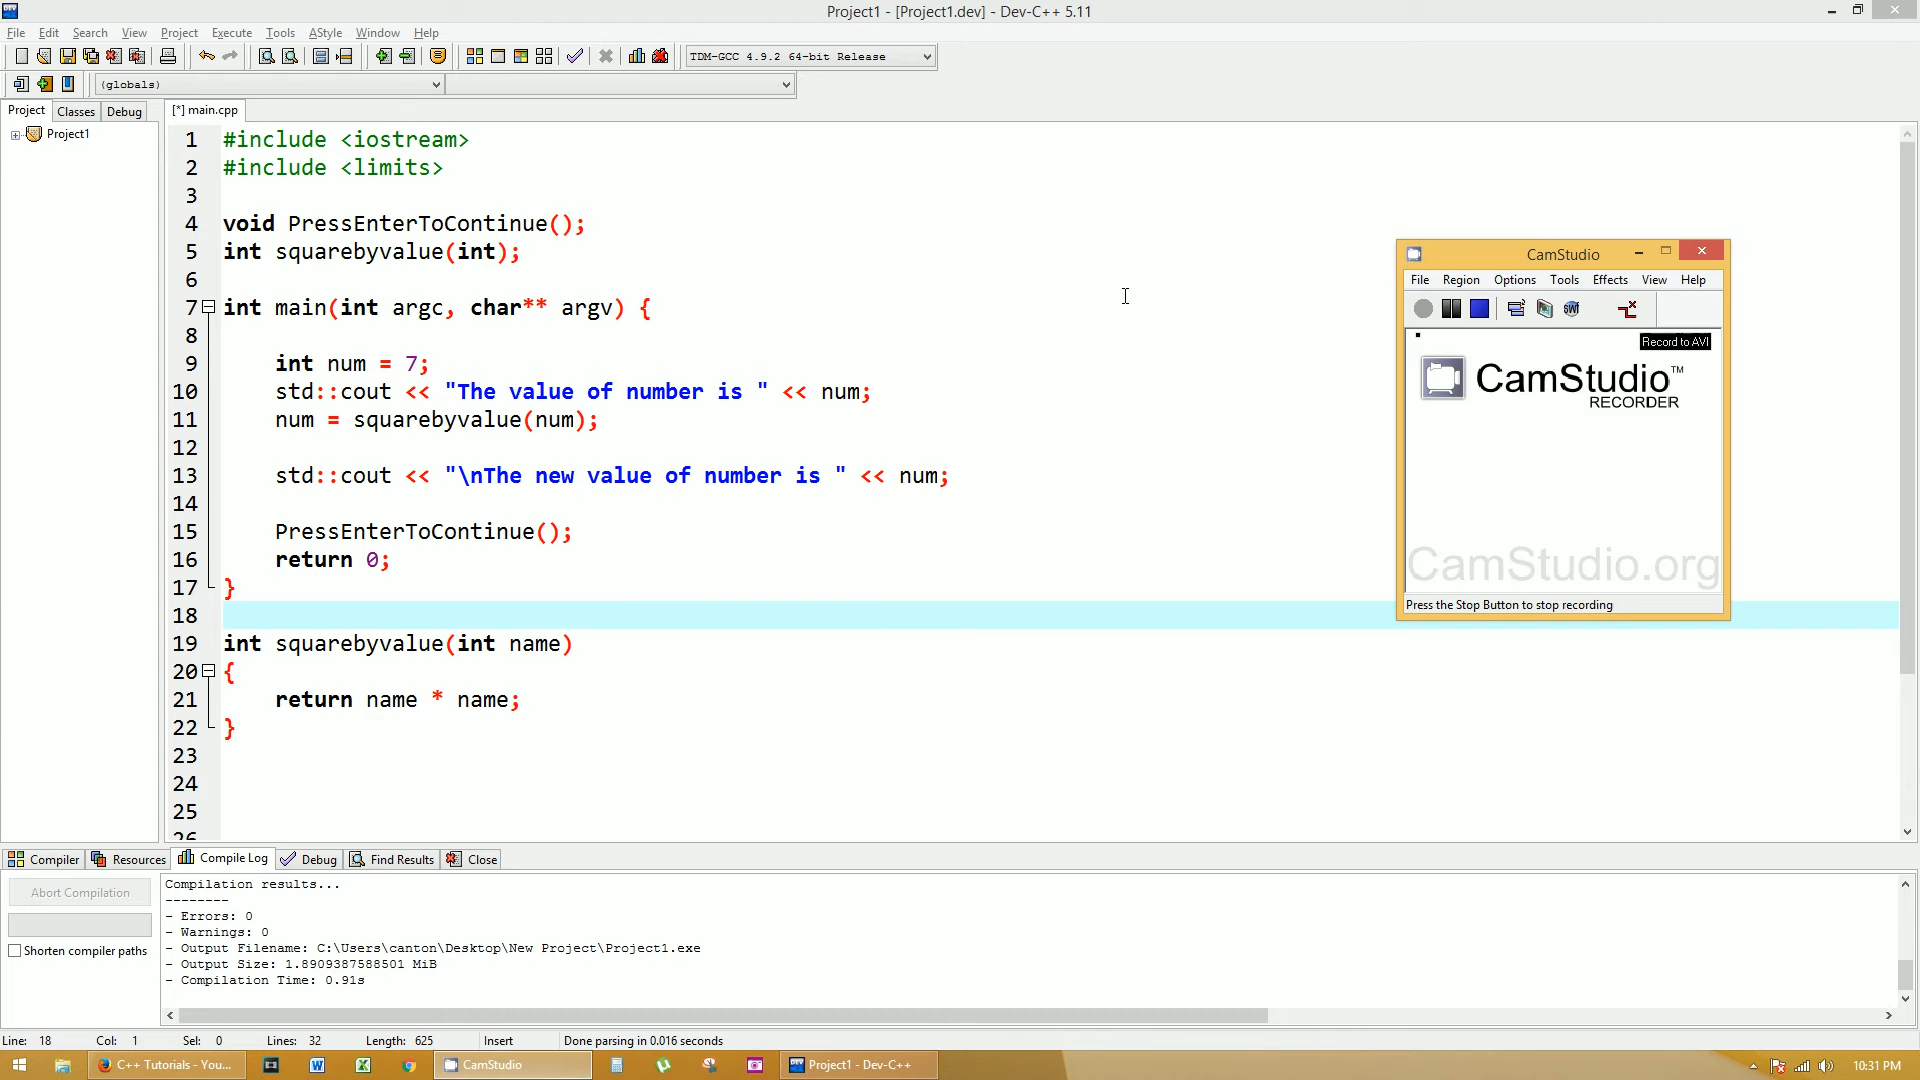 Project1 - [Project1.dev] - Dev-C++ 5.11
File Edit Search View Project Execute Tools AStyle Window Help
TDM-GCC 4.9.2 64-bit Release
(globals)
Project Classes Debug
[*] main.cpp
Project1
1 #include <iostream>
2 #include <limits>
3
4 void PressEnterToContinue();
5 int squarebyvalue(int);
6
7 int main(int argc, char** argv) {
8
9 int num = 7;
10 std::cout << "The value of number is " << num;
11 num = squarebyvalue(num);
12
13 std::cout << "\nThe new value of number is " << num;
14
15 PressEnterToContinue();
16 return 0;
17 }
18
19 int squarebyvalue(int name)
20 {
21 return name * name;
22 }
23
24
25
26
CamStudio
File Region Options Tools Effects View Help
SWF
Record to AVI
CamStudio™
RECORDER
CamStudio.org
Press the Stop Button to stop recording
Compiler Resources Compile Log Debug Find Results Close
Abort Compilation
Shorten compiler paths
Compilation results...
--------
- Errors: 0
- Warnings: 0
- Output Filename: C:\Users\canton\Desktop\New Project\Project1.exe
- Output Size: 1.8909387588501 MiB
- Compilation Time: 0.91s
Line: 18 Col: 1 Sel: 0 Lines: 32 Length: 625 Insert Done parsing in 0.016 seconds
C++ Tutorials - You... CamStudio Project1 - Dev-C++ 10:31 PM